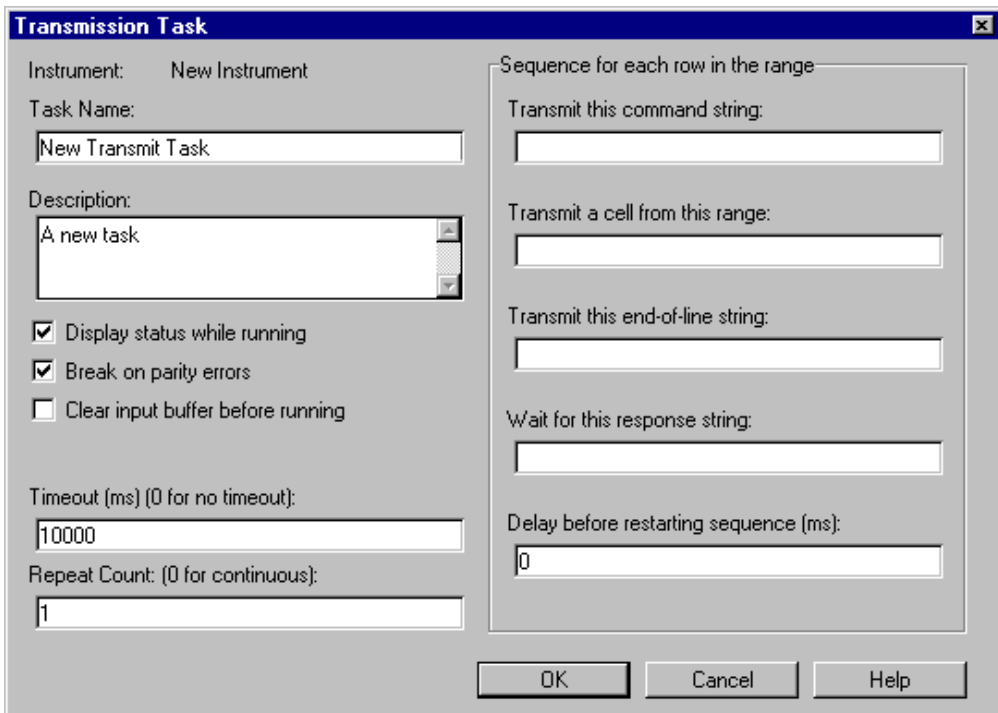 Transmission Task
Instrument: New Instrument
Task Name:
New Transmit Task
Description:
A new task
Display status while running
Break on parity errors
Clear input buffer before running
Timeout (ms) (0 for no timeout):
10000
Repeat Count: (0 for continuous):
1
Sequence for each row in the range
Transmit this command string:
Transmit a cell from this range:
Transmit this end-of-line string:
Wait for this response string:
Delay before restarting sequence (ms):
0
OK Cancel Help